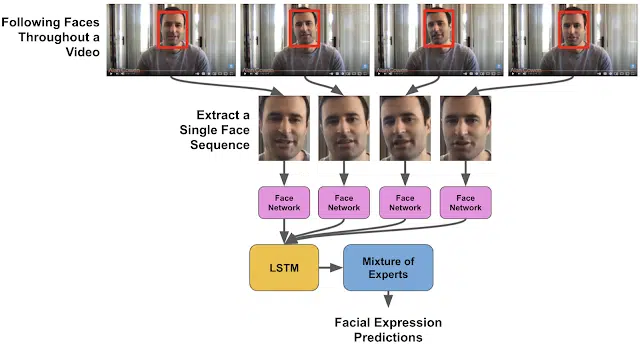 Following Faces
Throughout a
Video
Extract a
Single Face
Sequence
Face
Network
Face
Network
Face
Network
Face
Network
LSTM
Mixture of
Experts
Facial Expression
Predictions